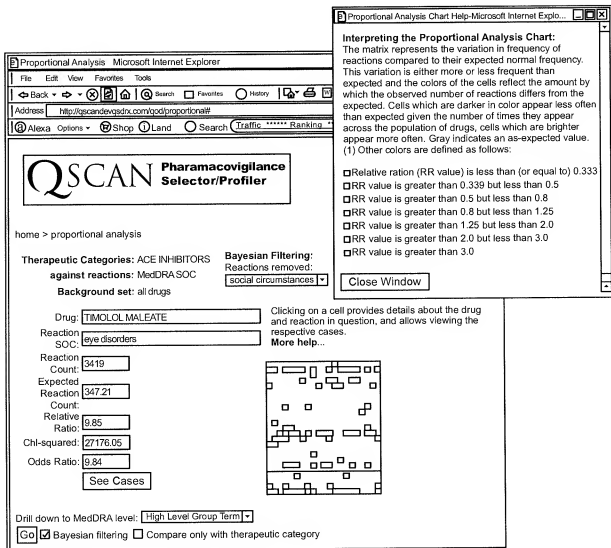 Proportional Analysis Microsoft Internet Explorer
File Edit View Favorites Tools
Back Search Favorites History W
Address http://qscandevqsdrx.com/qod/proportional#
@ Alexa Options Shop Land Search Traffic ****** Ranking
QSCAN Pharamacovigilance
Selector/Profiler
home > proportional analysis
Therapeutic Categories: ACE INHIBITORS
against reactions: MedDRA SOC
Background set: all drugs
Bayesian Filtering:
Reactions removed:
social circumstances
Drug: TIMOLOL MALEATE
Reaction
SOC: eye disorders
Reaction
Count: 3419
Expected
Reaction 347.21
Count:
Relative
Ratio: 9.85
ChI-squared: 27176.05
Odds Ratio: 9.84
See Cases
Clicking on a cell provides details about the drug
and reaction in question, and allows viewing the
respective cases.
More help...
Drill down to MedDRA level: High Level Group Term
Go Bayesian filtering Compare only with therapeutic category
Proportional Analysis Chart Help-Microsoft Internet Explo...
Interpreting the Proportional Analysis Chart:
The matrix represents the variation in frequency of
reactions compared to their expected normal frequency.
This variation is either more or less frequent than
expected and the colors of the cells reflect the amount by
which the observed number of reactions differs from the
expected. Cells which are darker in color appear less often
than expected given the number of times they appear
across the population of drugs, cells which are brighter
appear more often. Gray indicates an as-expected value.
(1) Other colors are defined as follows:
Relative ration (RR value) is less than (or equal to) 0.333
RR value is greater than 0.339 but less than 0.5
RR value is greater than 0.5 but less than 0.8
RR value is greater than 0.8 but less than 1.25
RR value is greater than 1.25 but less than 2.0
RR value is greater than 2.0 but less than 3.0
RR value is greater than 3.0
Close Window